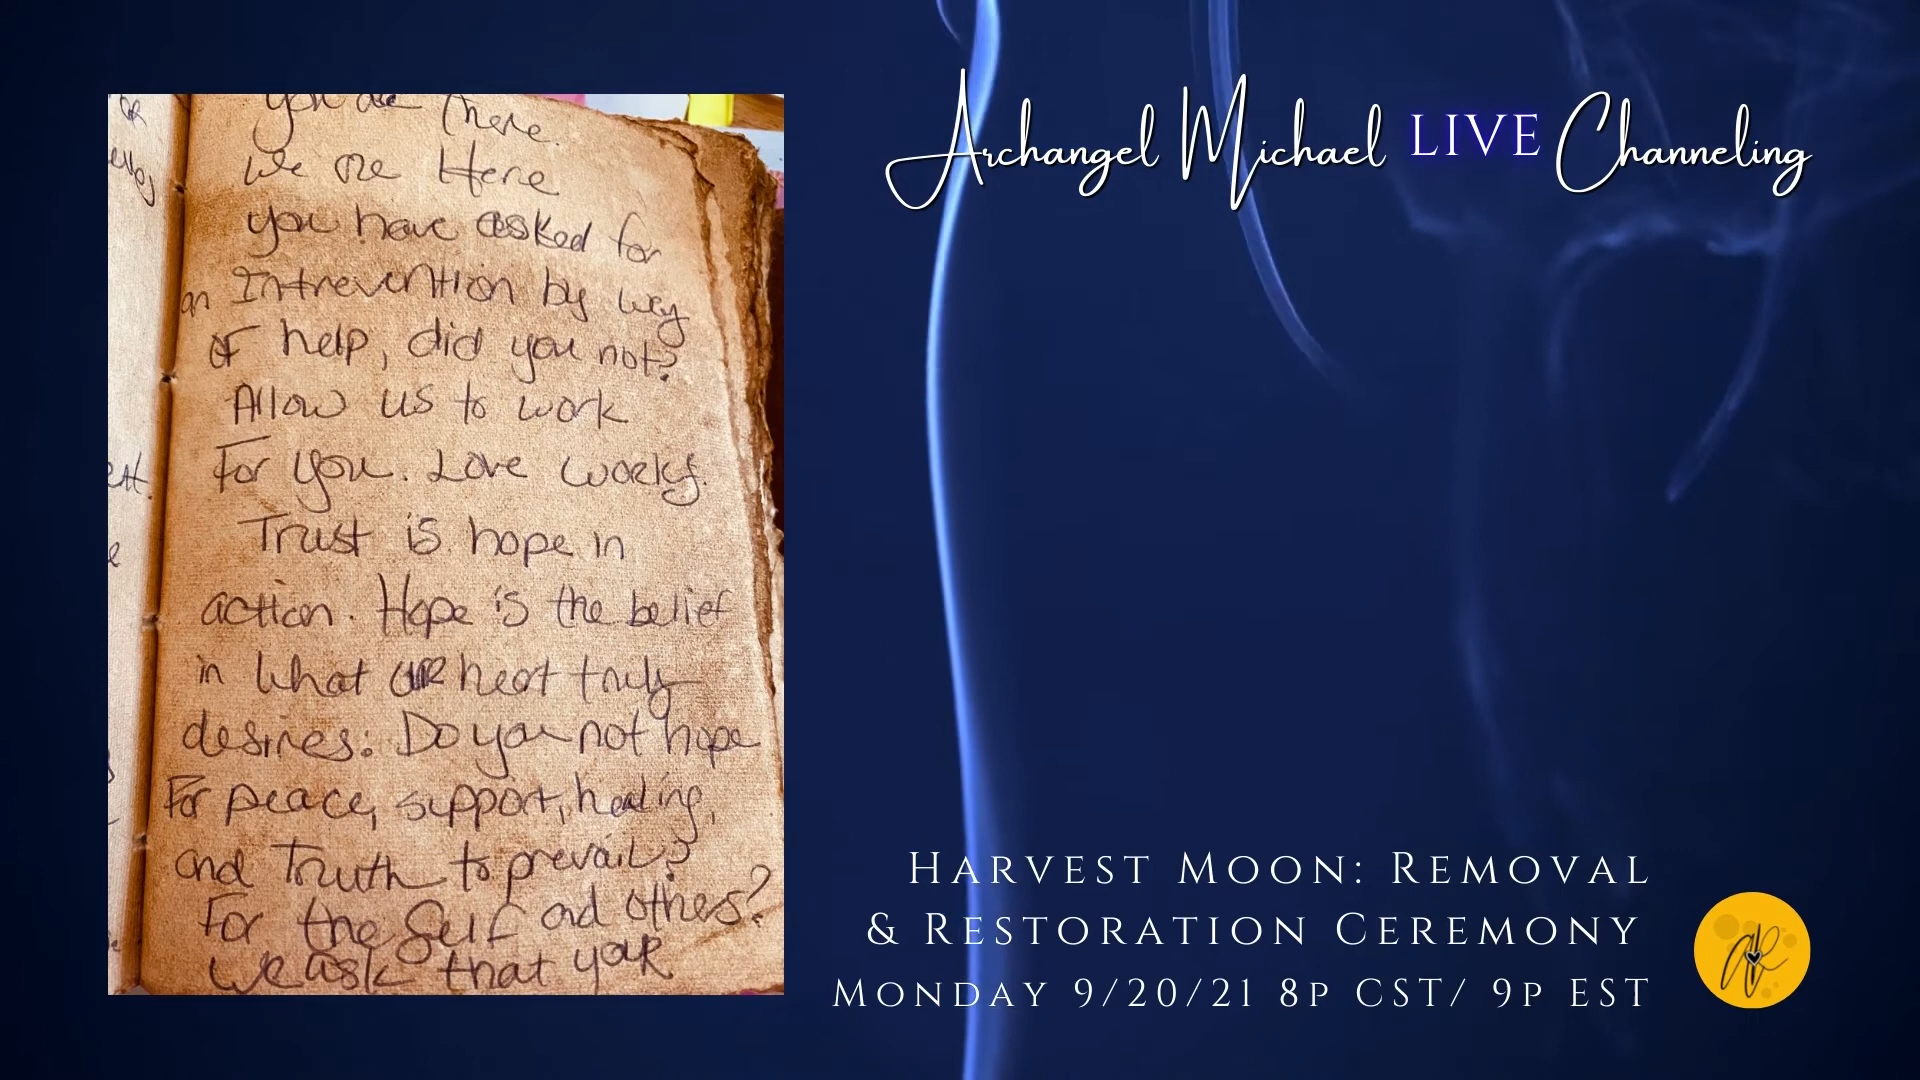 you are there.
we are Here
you have asked for
an Intrevention by way
of help, did you not?
Allow us to work
For you. Love works.
Trust is hope in
action. Hope is the belief
in what our heart truly
desires. Do you not hope
For peace, support, healing,
and Truth to prevail?
For the Self and others?
we ask that your
Archangel Michael LIVE Channeling
Harvest Moon: Removal
& Restoration Ceremony
Monday 9/20/21 8p CST/ 9p EST